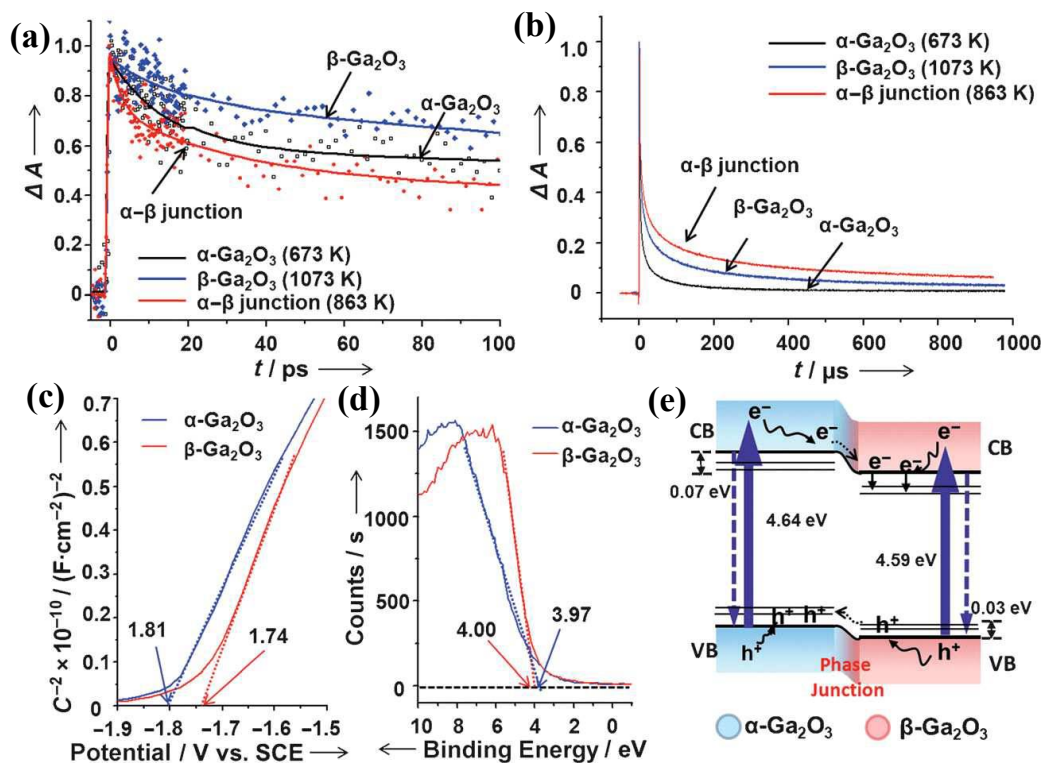 (a)
ΔA
1.0
0.8
0.6
0.4
0.2
0
β-Ga₂O₃
α-Ga₂O₃
α–β junction
α-Ga₂O₃ (673 K)
β-Ga₂O₃ (1073 K)
α–β junction (863 K)
0 20 40 60 80 100
t / ps
(b)
ΔA
1.0
0.8
0.6
0.4
0.2
0
α-Ga₂O₃ (673 K)
β-Ga₂O₃ (1073 K)
α–β junction (863 K)
α-β junction
β-Ga₂O₃
α-Ga₂O₃
0 200 400 600 800 1000
t / μs
(c)
C⁻² × 10⁻¹⁰ / (F·cm⁻²)⁻²
0.7
0.6
0.5
0.4
0.3
0.2
0.1
0
α-Ga₂O₃
β-Ga₂O₃
1.81
1.74
−1.9 −1.8 −1.7 −1.6 −1.5
Potential / V vs. SCE
(d)
Counts / s
1500
1000
500
0
α-Ga₂O₃
β-Ga₂O₃
4.00
3.97
10 8 6 4 2 0
Binding Energy / eV
(e)
CB
e⁻
e⁻
e⁻
CB
e⁻
e⁻
0.07 eV
4.64 eV
4.59 eV
0.03 eV
h⁺ h⁺
h⁺
VB
h⁺
h⁺
VB
Phase
Junction
α-Ga₂O₃
β-Ga₂O₃